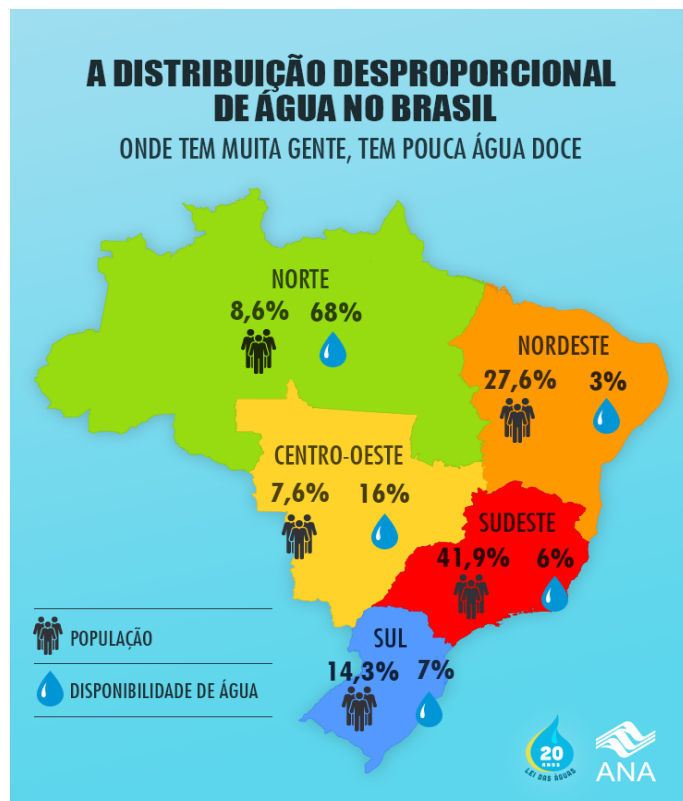 A DISTRIBUIÇÃO DESPROPORCIONAL
DE ÁGUA NO BRASIL
ONDE TEM MUITA GENTE, TEM POUCA ÁGUA DOCE
NORTE
8,6% 68%
NORDESTE
27,6% 3%
CENTRO-OESTE
7,6% 16%
SUDESTE
41,9% 6%
SUL
14,3% 7%
POPULAÇÃO
DISPONIBILIDADE DE ÁGUA
20
ANOS
LEI DAS ÁGUAS
ANA